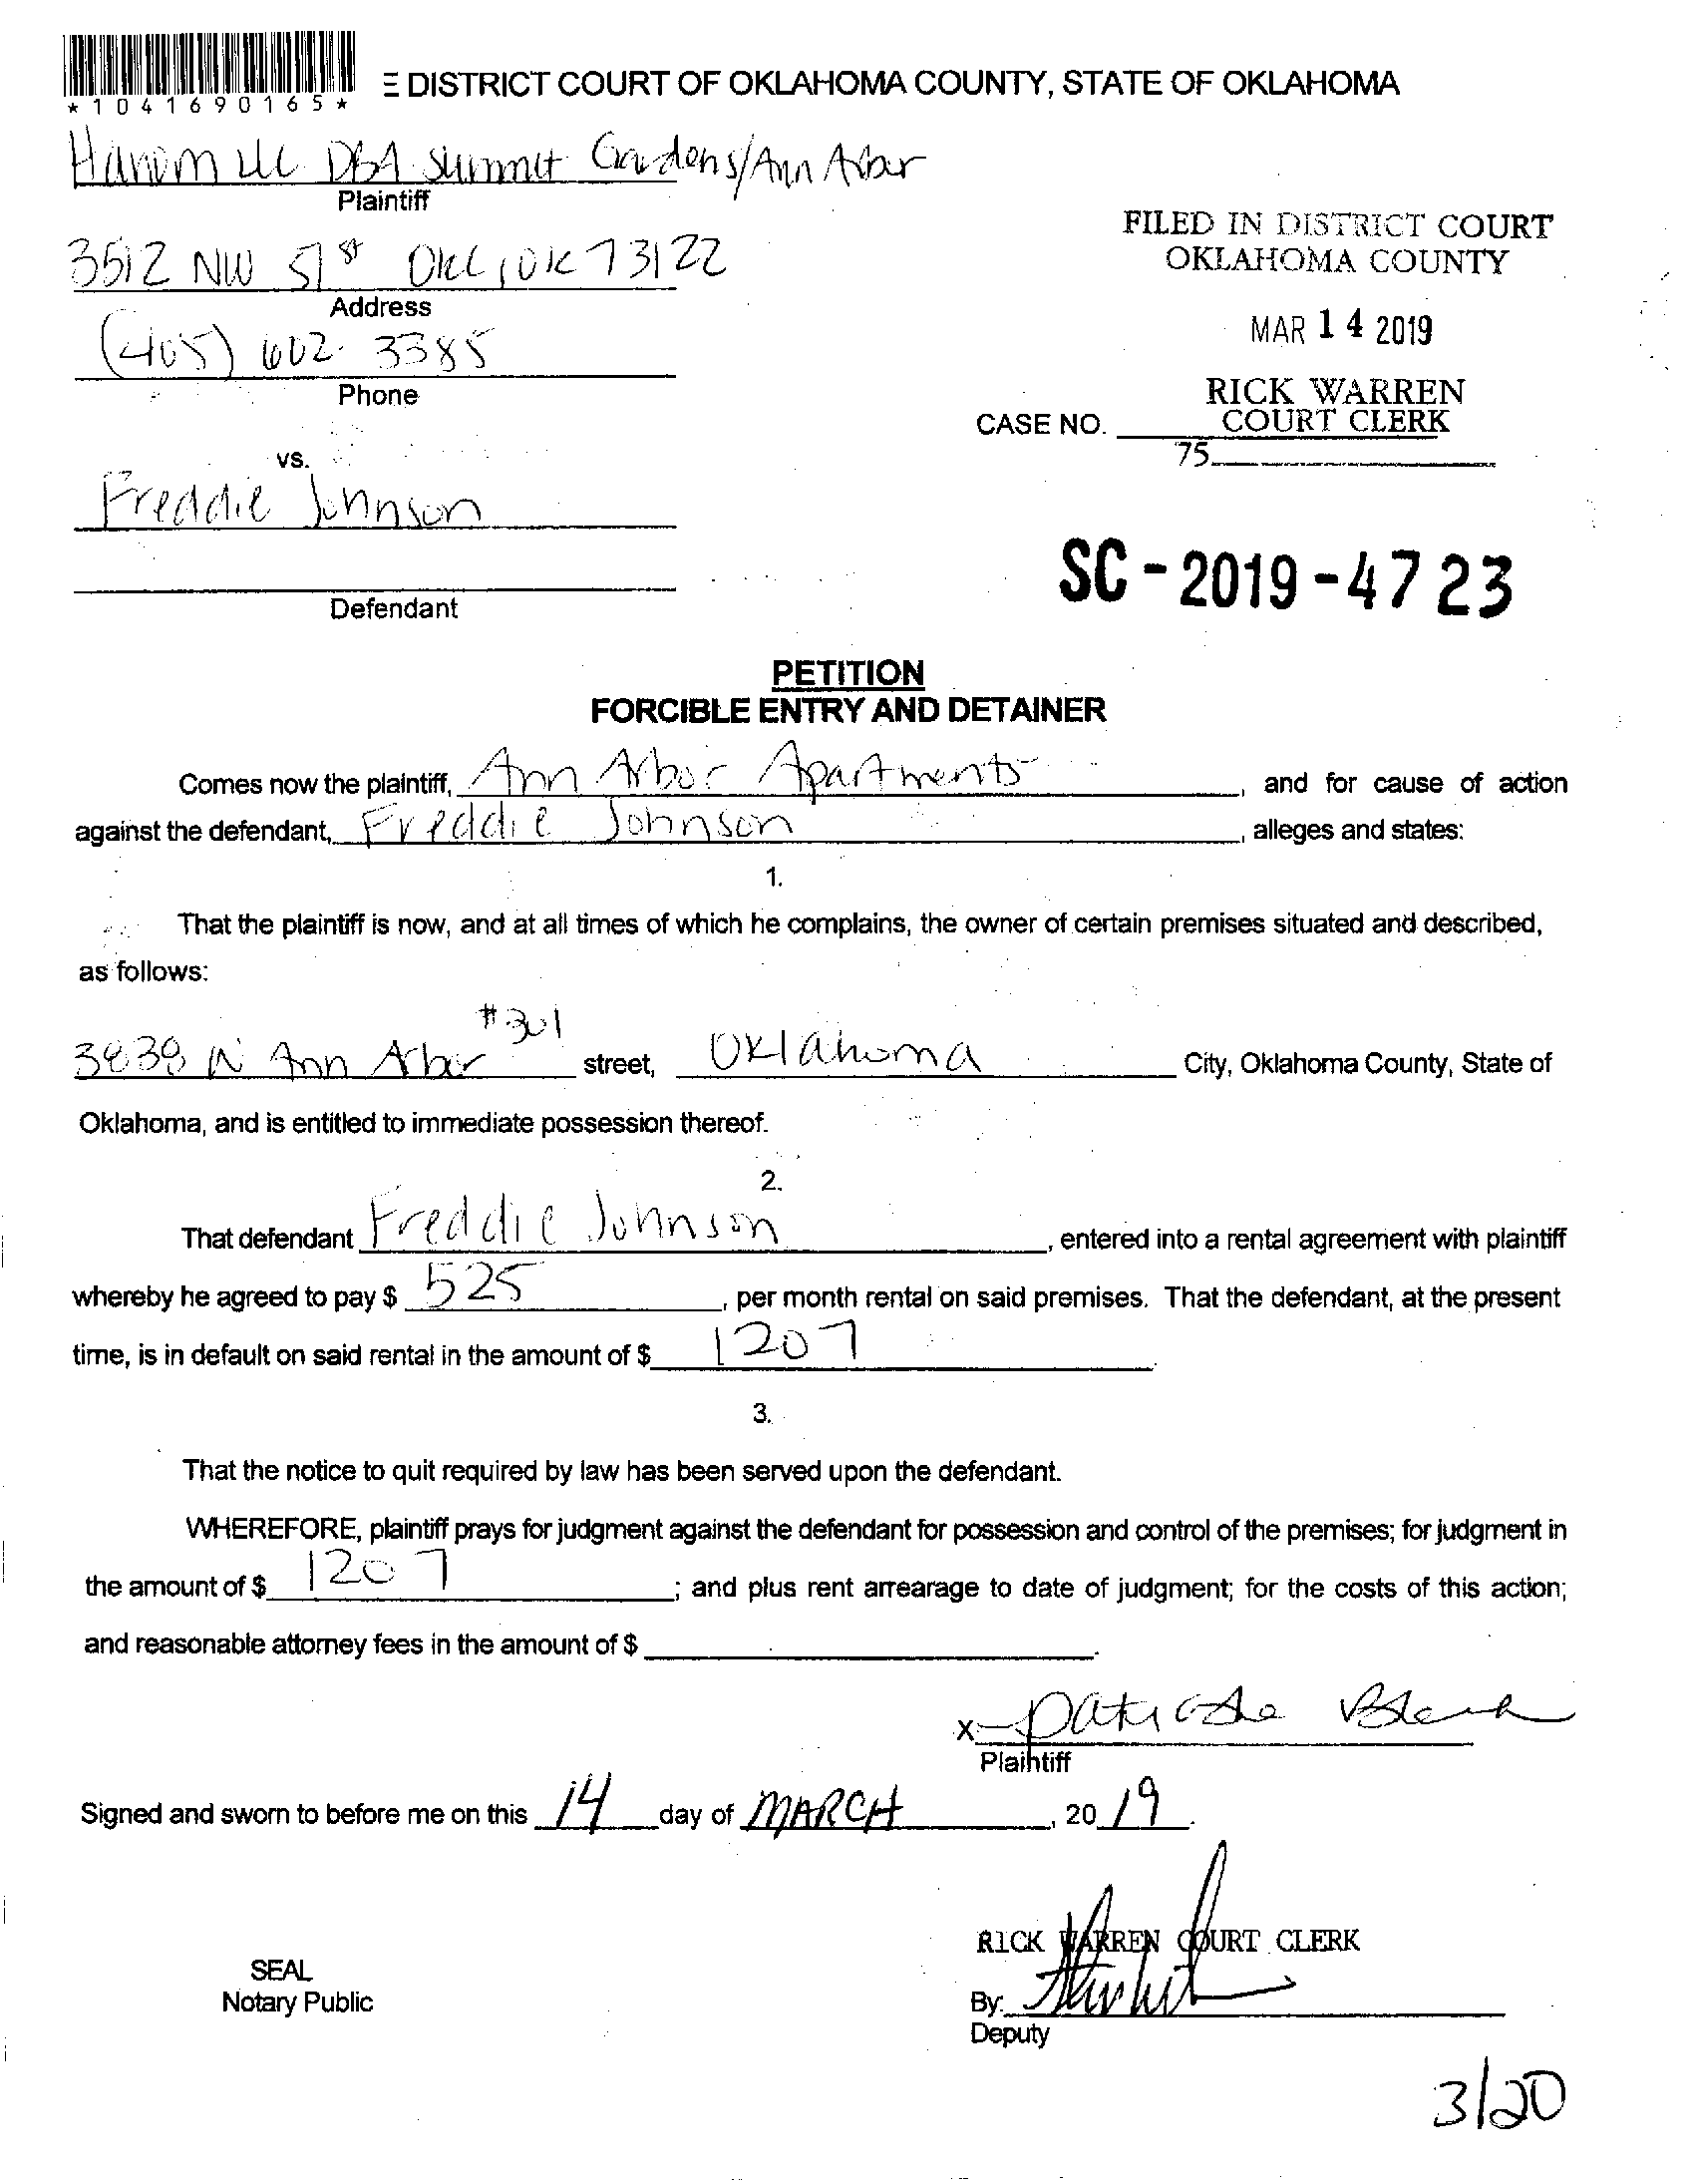 *1041690165*
E DISTRICT COURT OF OKLAHOMA COUNTY, STATE OF OKLAHOMA
LLC DBA Summit Gardens/Ann Arbor
Plaintiff
3512 NW 51st OKC, OK 73122
Address
(405) 602-3385
Phone
FILED IN DISTRICT COURT
OKLAHOMA COUNTY
MAR 14 2019
RICK WARREN
COURT CLERK
CASE NO.
75
vs.
Freddie Johnson
Defendant
SC-2019-4723
PETITION
FORCIBLE ENTRY AND DETAINER
Comes now the plaintiff, Ann Arbor Apartments, and for cause of action
against the defendant, Freddie Johnson, alleges and states:
1.
That the plaintiff is now, and at all times of which he complains, the owner of certain premises situated and described,
as follows:
3838 N Ann Arbor #301 street, Oklahoma City, Oklahoma County, State of
Oklahoma, and is entitled to immediate possession thereof.
2.
That defendant Freddie Johnson, entered into a rental agreement with plaintiff
whereby he agreed to pay $ 525, per month rental on said premises. That the defendant, at the present
time, is in default on said rental in the amount of $ 1207.
3.
That the notice to quit required by law has been served upon the defendant.
WHEREFORE, plaintiff prays for judgment against the defendant for possession and control of the premises; for judgment in
the amount of $ 1207; and plus rent arrearage to date of judgment; for the costs of this action;
and reasonable attorney fees in the amount of $ .
x
Plaintiff
Signed and sworn to before me on this 14 day of MARCH, 2019.
RICK WARREN COURT CLERK
SEAL
Notary Public
By:
Deputy
3/20